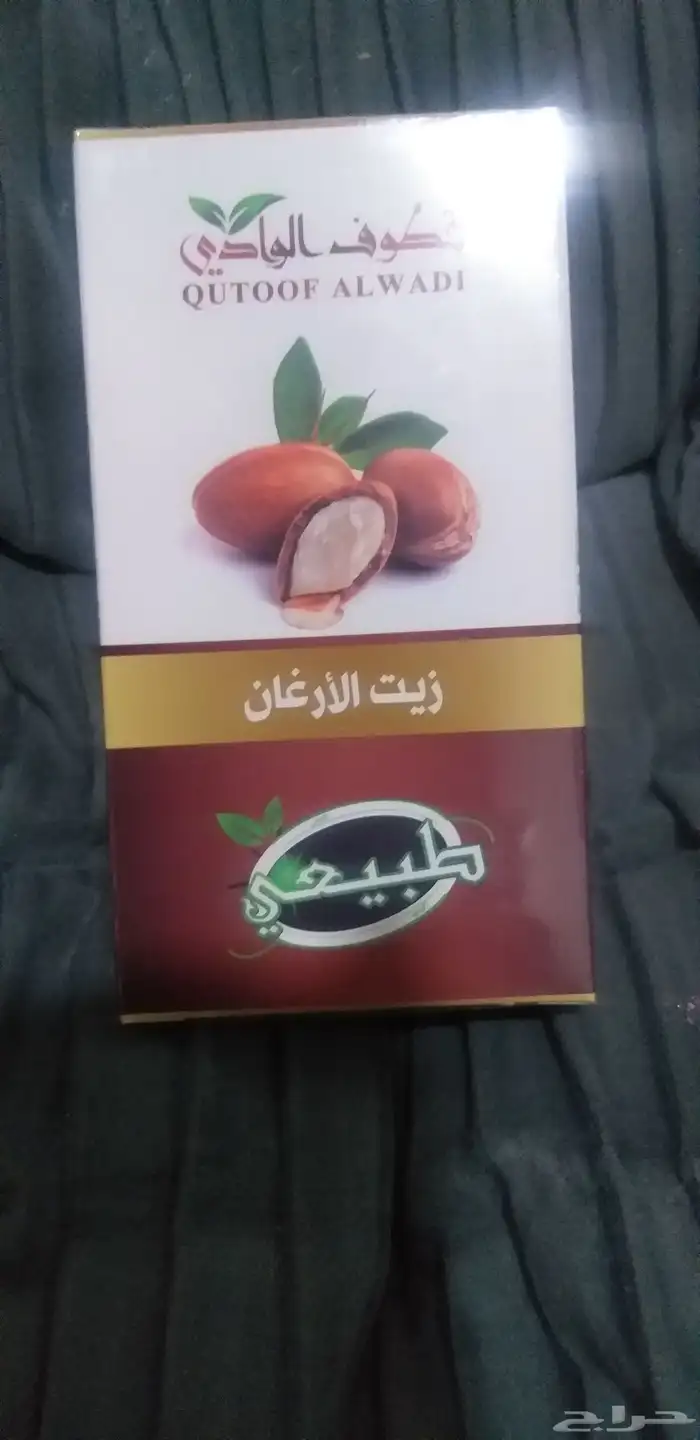 قطوف الوادي
QUTOOF ALWADI
زيت الأرغان
طبيعي
حراج